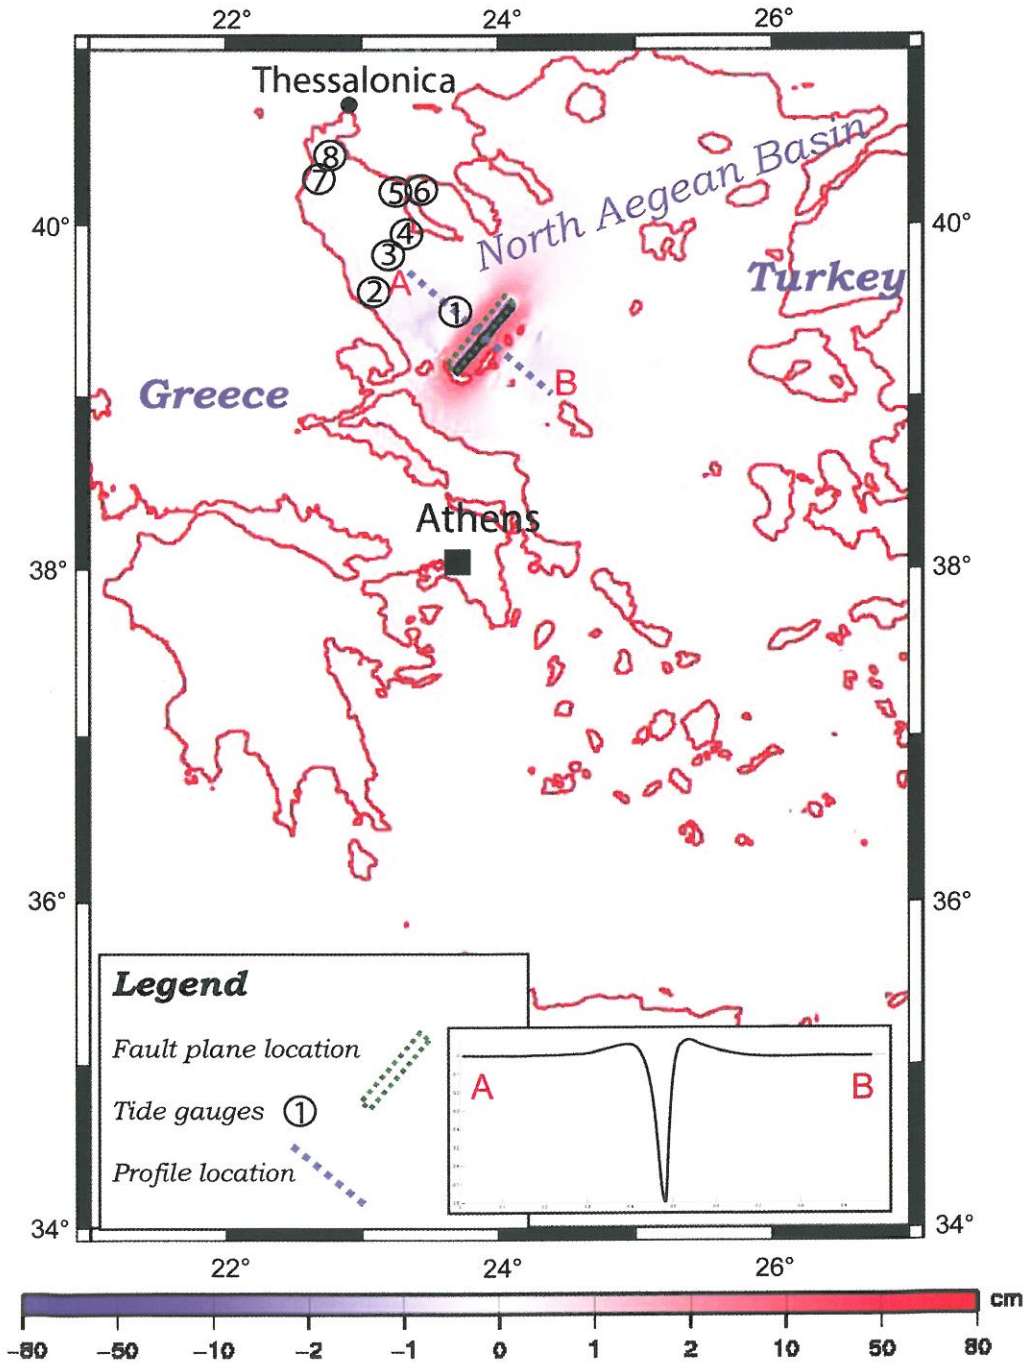 22° 24° 26°
Thessalonica
8
7
5 6
4
3
2
A
1
B
North Aegean Basin
Turkey
Greece
Athens
40° 40°
38° 38°
36° 36°
34° 34°
Legend
Fault plane location
Tide gauges 1
Profile location
A B
22° 24° 26°
cm
-80 -50 -10 -2 -1 0 1 2 10 50 80